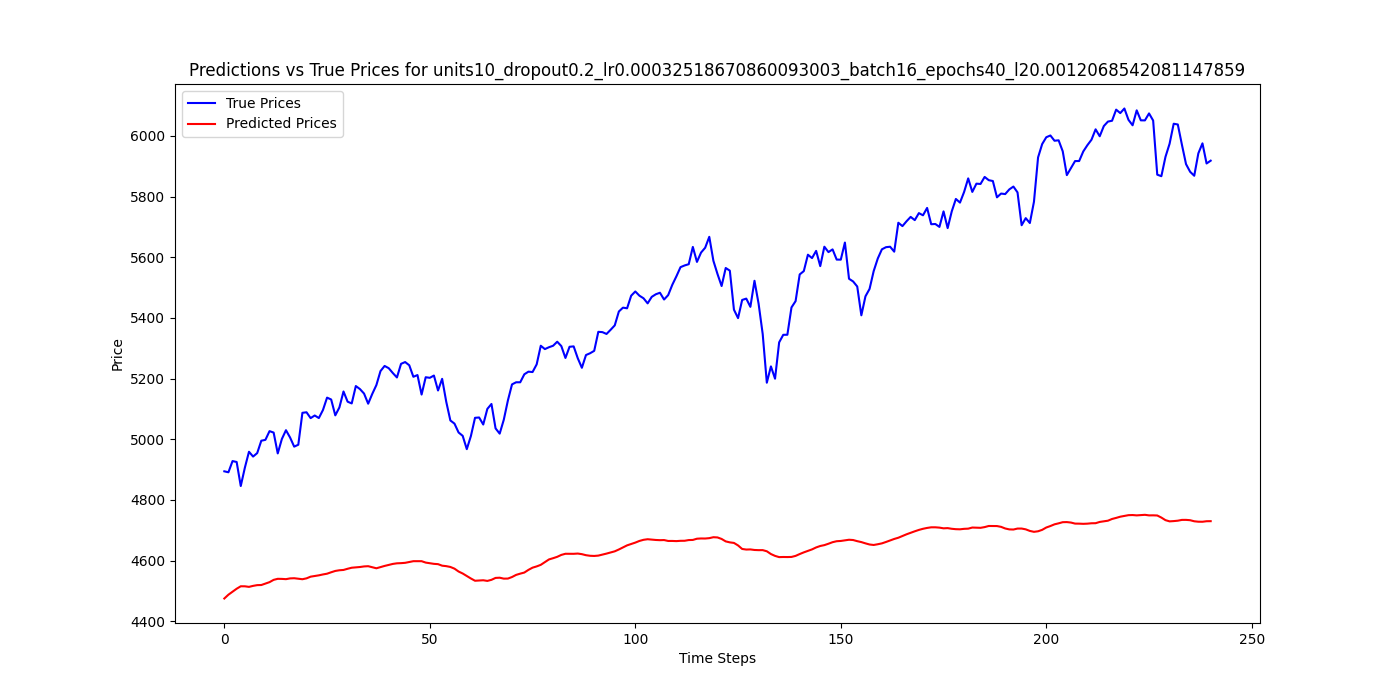 Predictions vs True Prices for units10_dropout0.2_lr0.00032518670860093003_batch16_epochs40_l20.0012068542081147859
True Prices
Predicted Prices
6000
5800
5600
5400
5200
5000
4800
4600
4400
Price
0 50 100 150 200 250
Time Steps